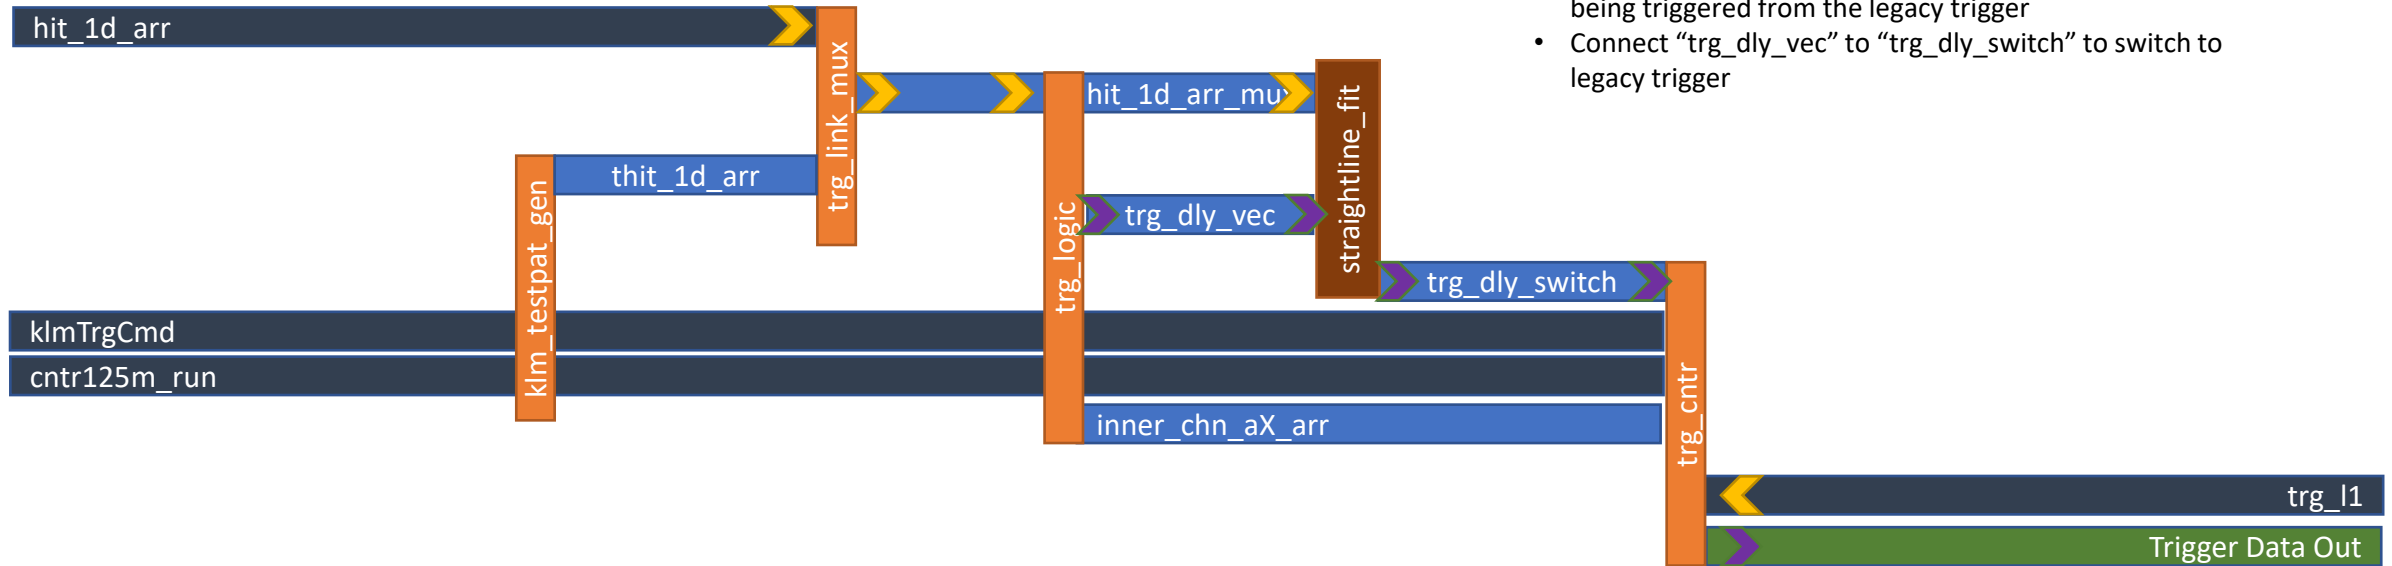 being triggered from the legacy trigger
• Connect “trg_dly_vec” to “trg_dly_switch” to switch to
legacy trigger
hit_1d_arr
trg_link_mux
hit_1d_arr_mux
straightline_fit
thit_1d_arr
klm_testpat_gen
trg_logic
trg_dly_vec
trg_dly_switch
klmTrgCmd
cntr125m_run
inner_chn_aX_arr
trg_cntr
trg_l1
Trigger Data Out